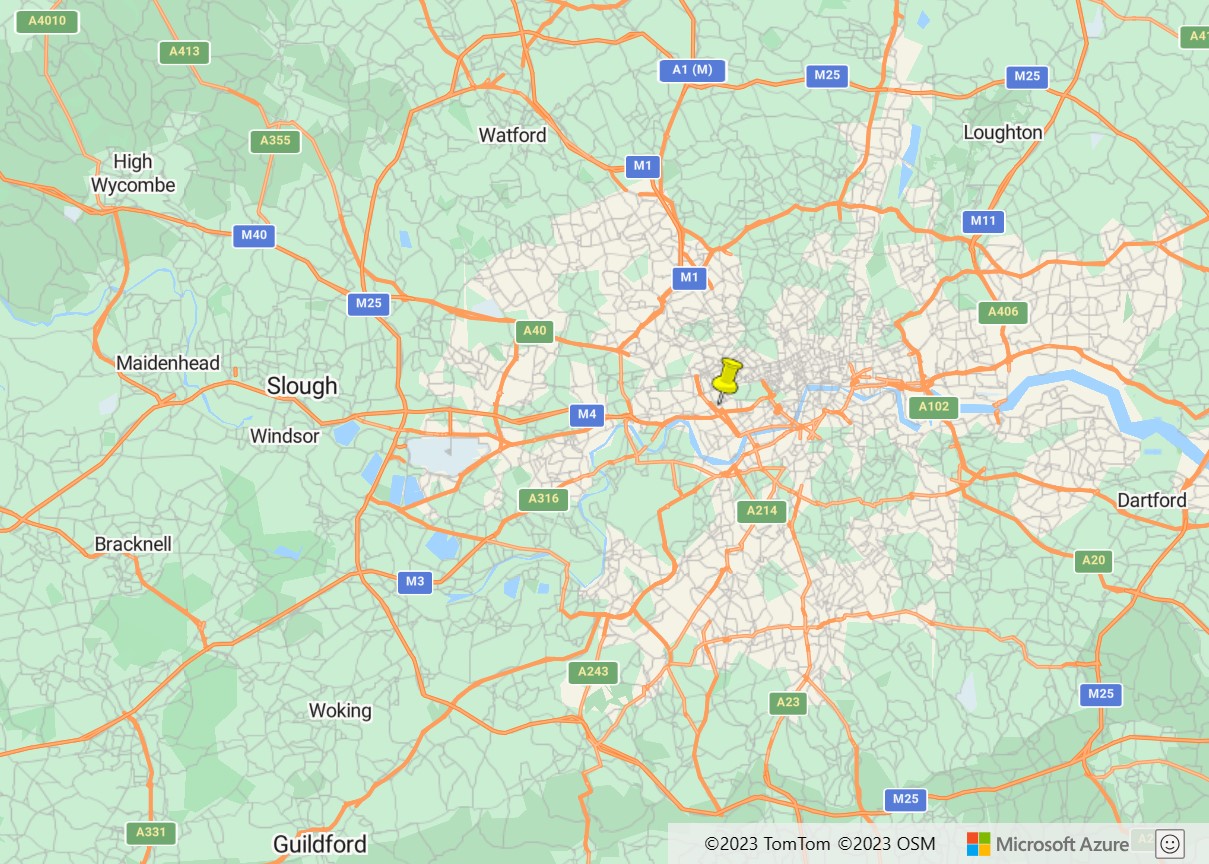 A4010
A413
A1 (M)
M25
M25
A355
Watford
Loughton
High
Wycombe
M1
M11
M40
M1
M25
A406
A40
Maidenhead
Slough
M4
A102
Windsor
A316
A214
Dartford
Bracknell
A20
M3
A243
M25
A23
Woking
M25
A331
Guildford
©2023 TomTom ©2023 OSM
Microsoft Azure